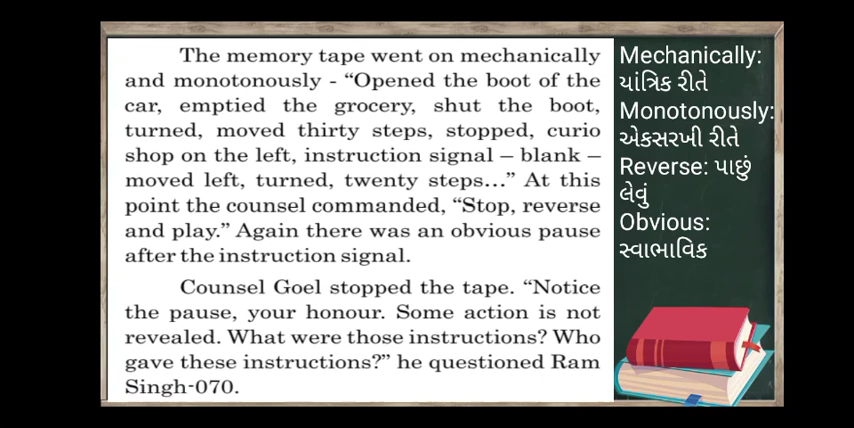 The memory tape went on mechanically
and monotonously - “Opened the boot of the
car, emptied the grocery, shut the boot,
turned, moved thirty steps, stopped, curio
shop on the left, instruction signal – blank –
moved left, turned, twenty steps...” At this
point the counsel commanded, “Stop, reverse
and play.” Again there was an obvious pause
after the instruction signal.
Counsel Goel stopped the tape. “Notice
the pause, your honour. Some action is not
revealed. What were those instructions? Who
gave these instructions?” he questioned Ram
Singh-070.
Mechanically:
યાંત્રિક રીતે
Monotonously:
એકસરખી રીતે
Reverse: પાછું
લેવું
Obvious:
સ્વાભાવિક